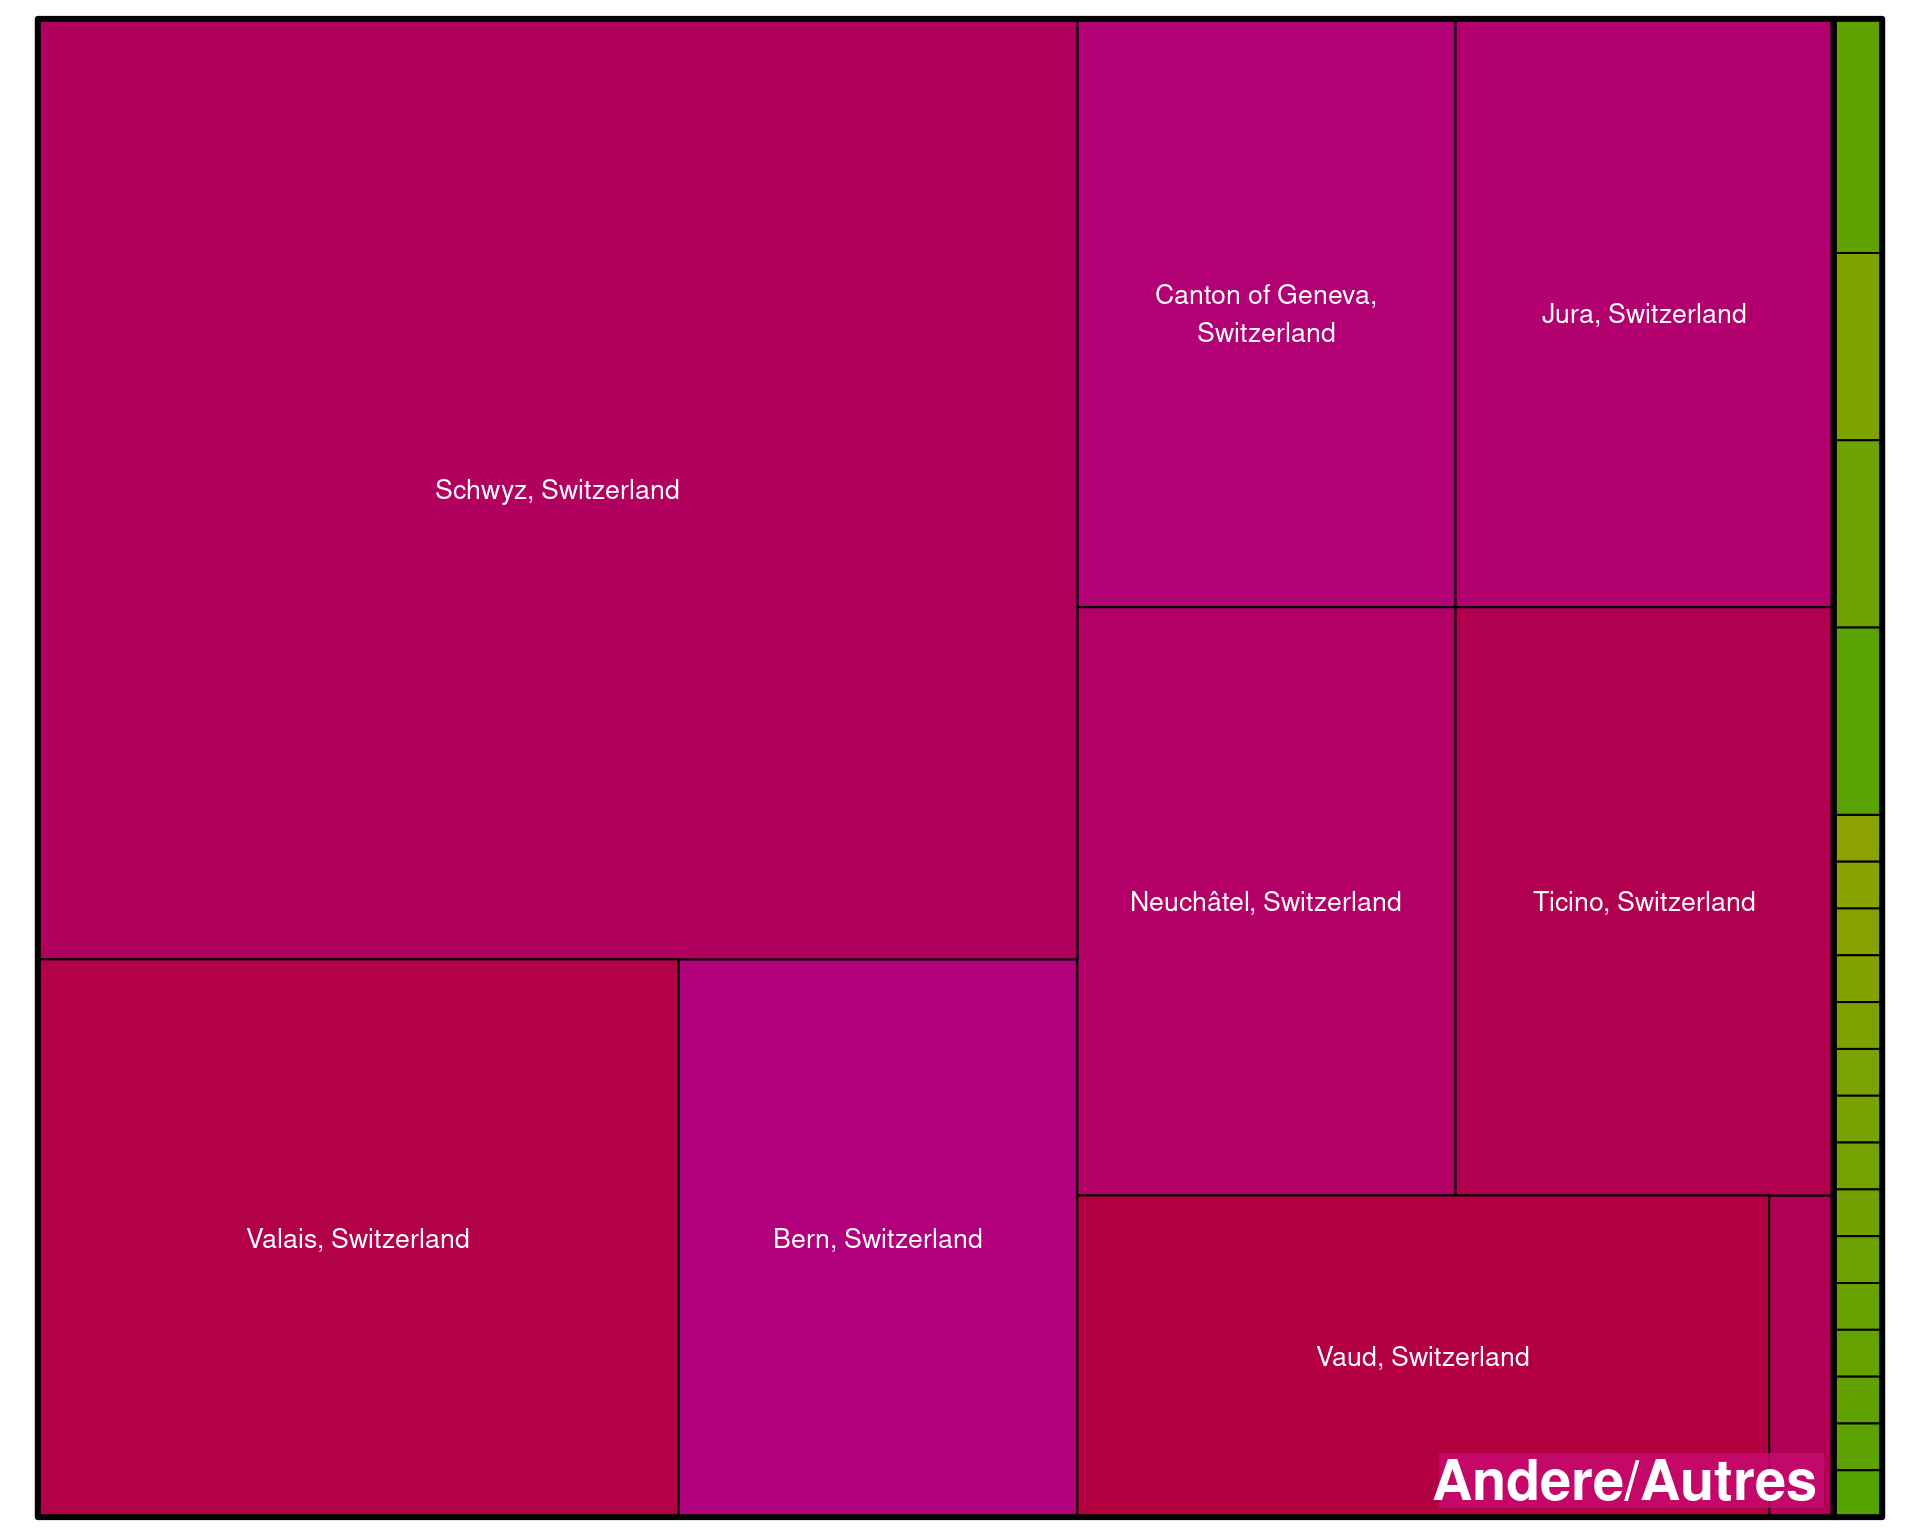 Canton of Geneva,
Switzerland
Jura, Switzerland
Schwyz, Switzerland
Neuchâtel, Switzerland
Ticino, Switzerland
Valais, Switzerland
Bern, Switzerland
Vaud, Switzerland
Andere/Autres